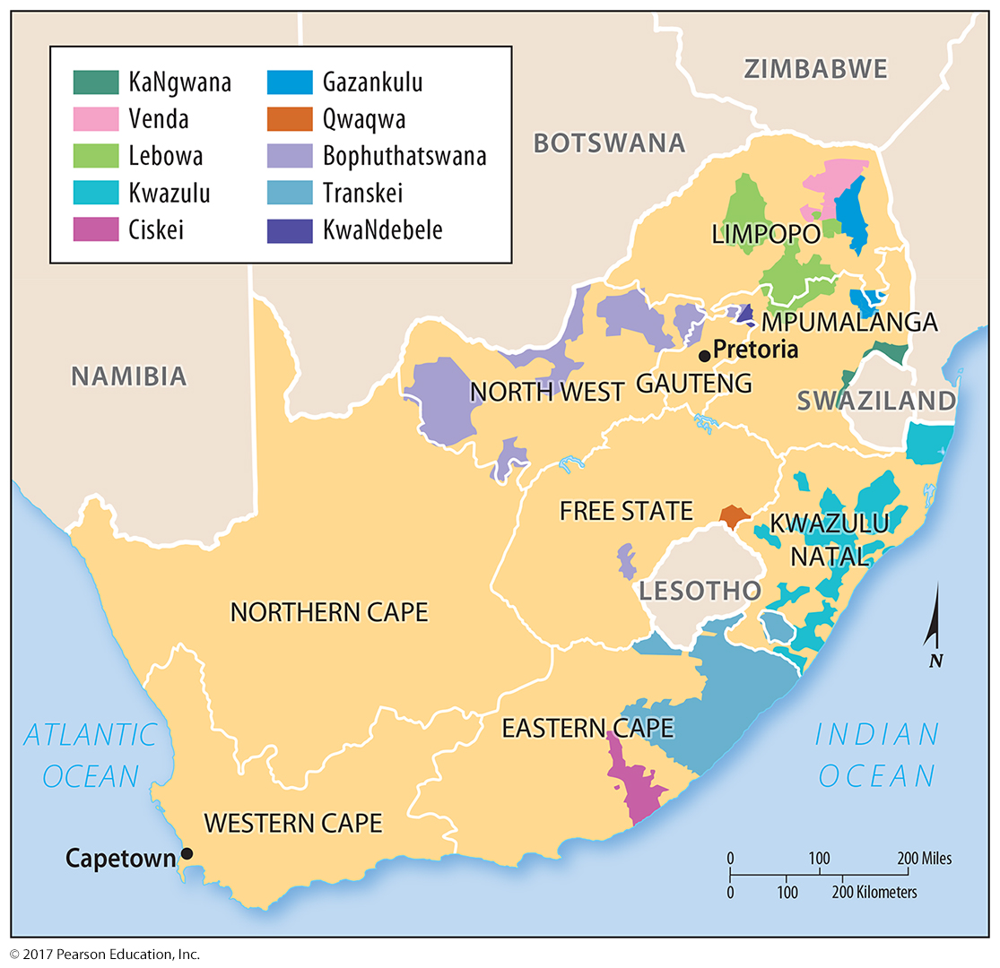 KaNgwana
Venda
Lebowa
Kwazulu
Ciskei
Gazankulu
Qwaqwa
Bophuthatswana
Transkei
KwaNdebele
ZIMBABWE
BOTSWANA
LIMPOPO
MPUMALANGA
Pretoria
NAMIBIA
NORTH WEST
GAUTENG
SWAZILAND
FREE STATE
KWAZULU
NATAL
LESOTHO
NORTHERN CAPE
N
EASTERN CAPE
ATLANTIC
OCEAN
INDIAN
OCEAN
WESTERN CAPE
Capetown
0 100 200 Miles
0 100 200 Kilometers
© 2017 Pearson Education, Inc.